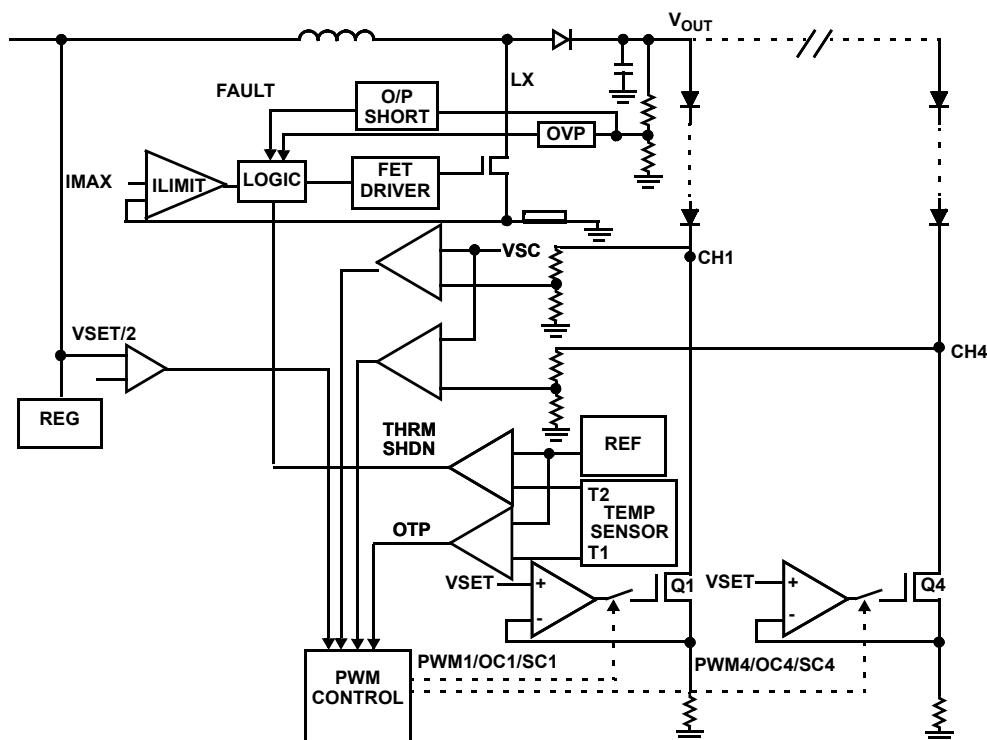 VOUT
LX
FAULT
O/P
SHORT
OVP
IMAX
ILIMIT
LOGIC
FET
DRIVER
VSC
CH1
VSET/2
CH4
REG
THRM
SHDN
REF
T2
TEMP
SENSOR
T1
OTP
VSET
+
-
Q1
VSET
+
-
Q4
PWM1/OC1/SC1
PWM4/OC4/SC4
PWM
CONTROL